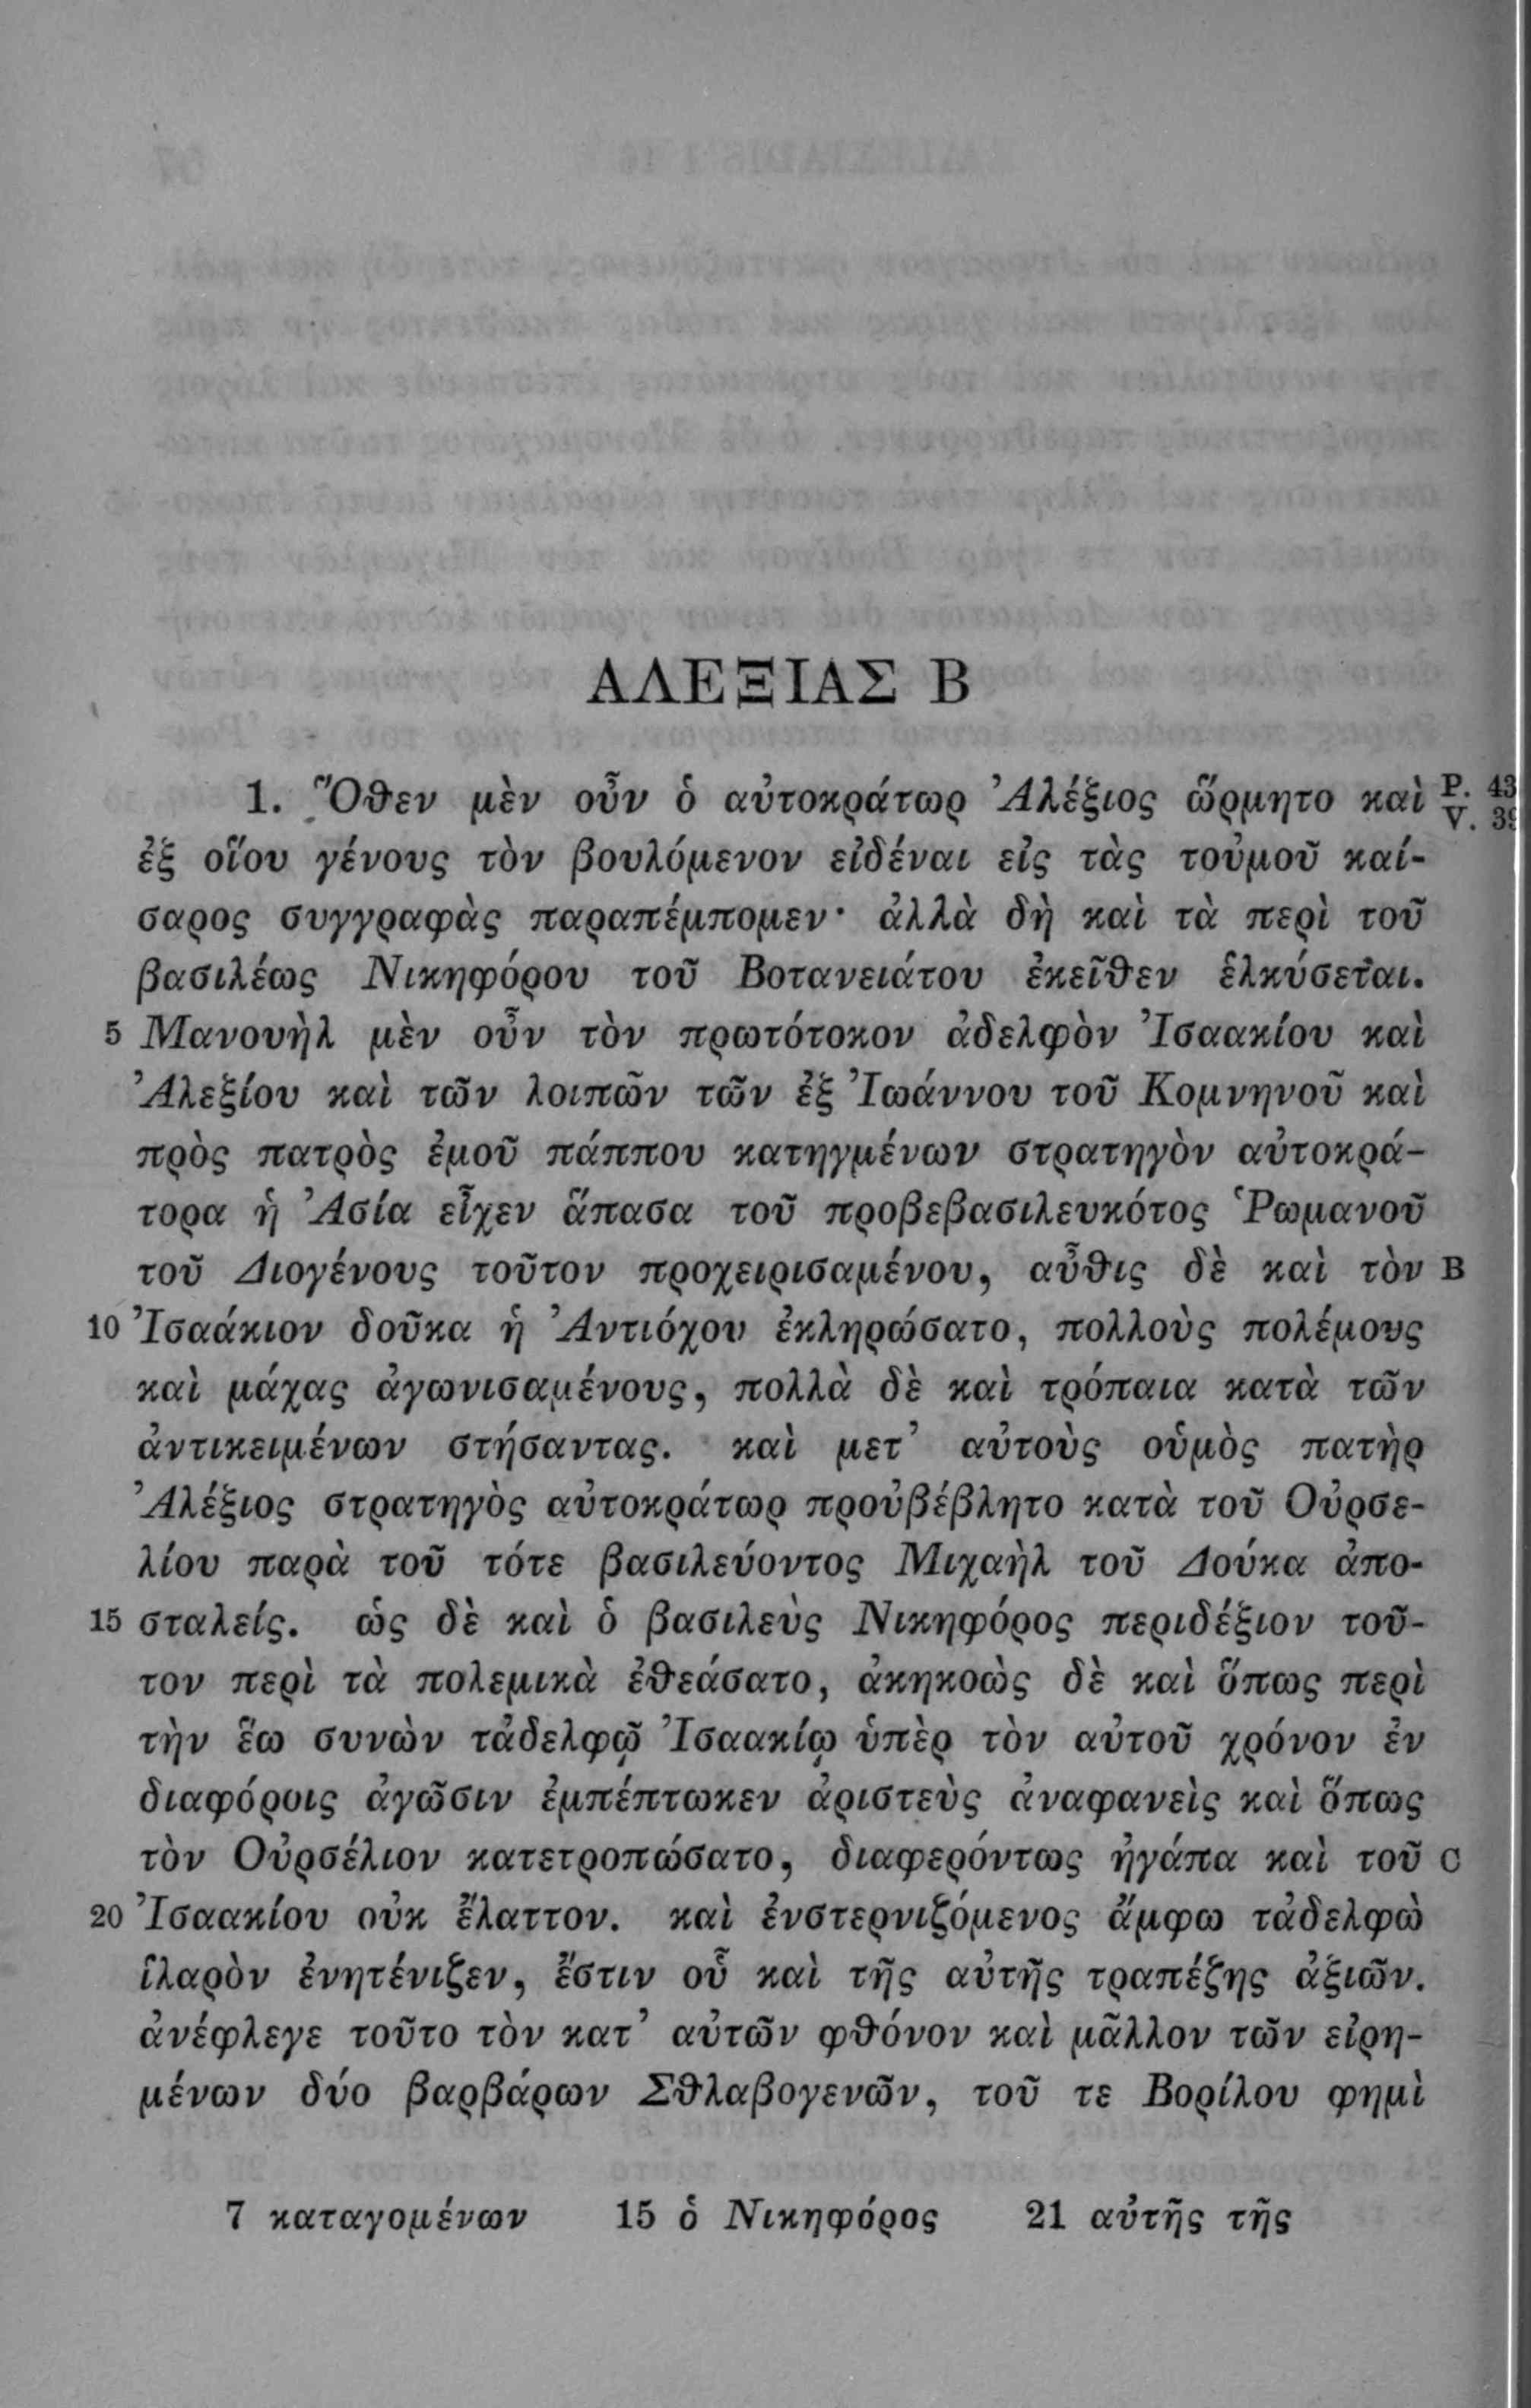 ΑΛΕΞΙΑΣ Β
1. Ὅθεν μὲν οὖν ὁ αὐτοκράτωρ Ἀλέξιος ὥρμητο καὶ P. 43
ἐξ οἵου γένους τὸν βουλόμενον εἰδέναι εἰς τὰς τοὐμοῦ καί- V. 39
σαρος συγγραφὰς παραπέμπομεν· ἀλλὰ δὴ καὶ τὰ περὶ τοῦ
βασιλέως Νικηφόρου τοῦ Βοτανειάτου ἐκεῖθεν ἑλκύσεται.
5 Μανουὴλ μὲν οὖν τὸν πρωτότοκον ἀδελφὸν Ἰσαακίου καὶ
Ἀλεξίου καὶ τῶν λοιπῶν τῶν ἐξ Ἰωάννου τοῦ Κομνηνοῦ καὶ
πρὸς πατρὸς ἐμοῦ πάππου κατηγμένων στρατηγὸν αὐτοκρά-
τορα ἡ Ἀσία εἶχεν ἅπασα τοῦ προβεβασιλευκότος Ῥωμανοῦ
τοῦ Διογένους τοῦτον προχειρισαμένου, αὖθις δὲ καὶ τὸν B
10 Ἰσαάκιον δοῦκα ἡ Ἀντιόχου ἐκληρώσατο, πολλοὺς πολέμους
καὶ μάχας ἀγωνισαμένους, πολλὰ δὲ καὶ τρόπαια κατὰ τῶν
ἀντικειμένων στήσαντας. καὶ μετ’ αὐτοὺς οὑμὸς πατὴρ
Ἀλέξιος στρατηγὸς αὐτοκράτωρ προὐβέβλητο κατὰ τοῦ Οὐρσε-
λίου παρὰ τοῦ τότε βασιλεύοντος Μιχαὴλ τοῦ Δούκα ἀπο-
15 σταλείς. ὡς δὲ καὶ ὁ βασιλεὺς Νικηφόρος περιδέξιον τοῦ-
τον περὶ τὰ πολεμικὰ ἐθεάσατο, ἀκηκοὼς δὲ καὶ ὅπως περὶ
τὴν ἕω συνὼν τἀδελφῷ Ἰσαακίῳ ὑπὲρ τὸν αὐτοῦ χρόνον ἐν
διαφόροις ἀγῶσιν ἐμπέπτωκεν ἀριστεὺς ἀναφανεὶς καὶ ὅπως
τὸν Οὐρσέλιον κατετροπώσατο, διαφερόντως ἠγάπα καὶ τοῦ C
20 Ἰσαακίου οὐκ ἔλαττον. καὶ ἐνστερνιζόμενος ἄμφω τἀδελφὼ
ἱλαρὸν ἐνητένιζεν, ἔστιν οὗ καὶ τῆς αὐτῆς τραπέζης ἀξιῶν.
ἀνέφλεγε τοῦτο τὸν κατ’ αὐτῶν φθόνον καὶ μᾶλλον τῶν εἰρη-
μένων δύο βαρβάρων Σθλαβογενῶν, τοῦ τε Βορίλου φημὶ
7 καταγομένων 15 ὁ Νικηφόρος 21 αὐτῆς τῆς